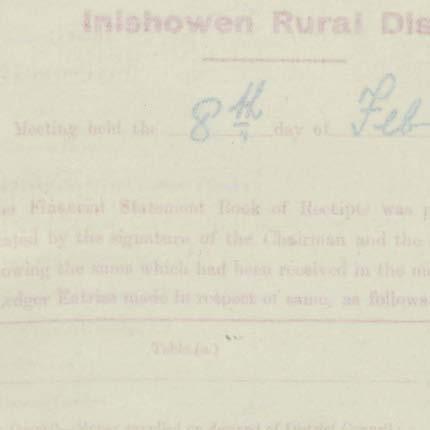 Inishowen Rural Dis
Meeting held the 8th day of Feb
Financial Statement Book of Receipts was p
by the signature of the Chairman and the
owing the sums which had been received in the m
Ledger Entries made in respect of same, as follows
Table (a.)